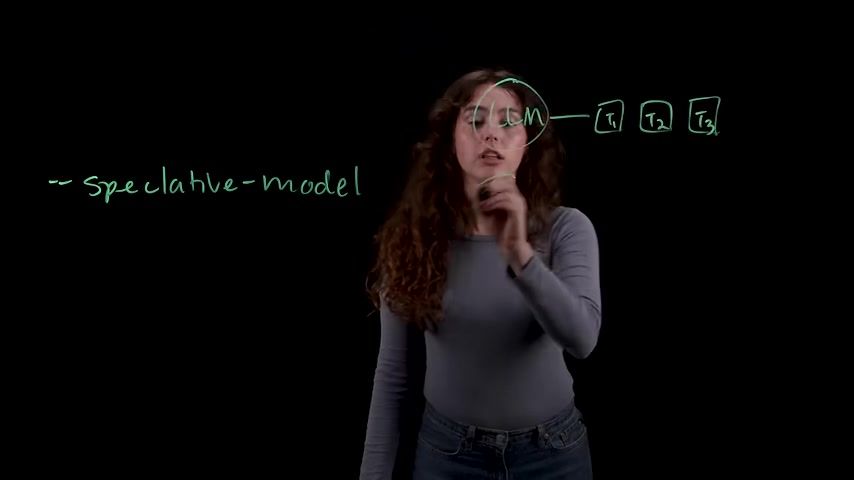 LLM T1 T2 T3
-- speclative-model